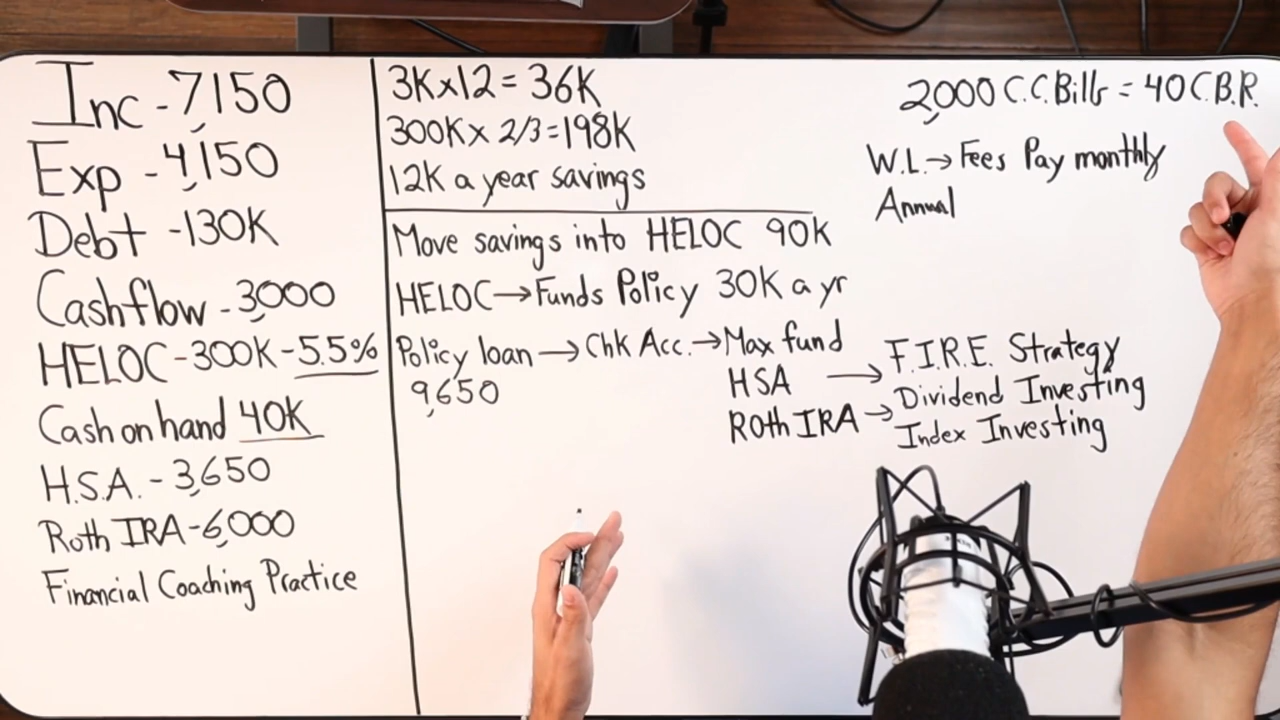 Inc - 7,150
Exp - 4,150
Debt - 130K
Cashflow - 3,000
HELOC - 300K - 5.5%
Cash on hand 40K
H.S.A. - 3,650
Roth IRA - 6,000
Financial Coaching Practice
3K x 12 = 36K
300K x 2/3 = 198K
12K a year savings
Move savings into HELOC 90K
HELOC → Funds Policy 30K a yr
Policy loan → Chk Acc. → Max fund
9,650
HSA →
Roth IRA →
F.I.R.E. Strategy
Dividend Investing
Index Investing
2,000 C.C. Bills = 40 C.B.R.
W.L. → Fees Pay monthly
Annual